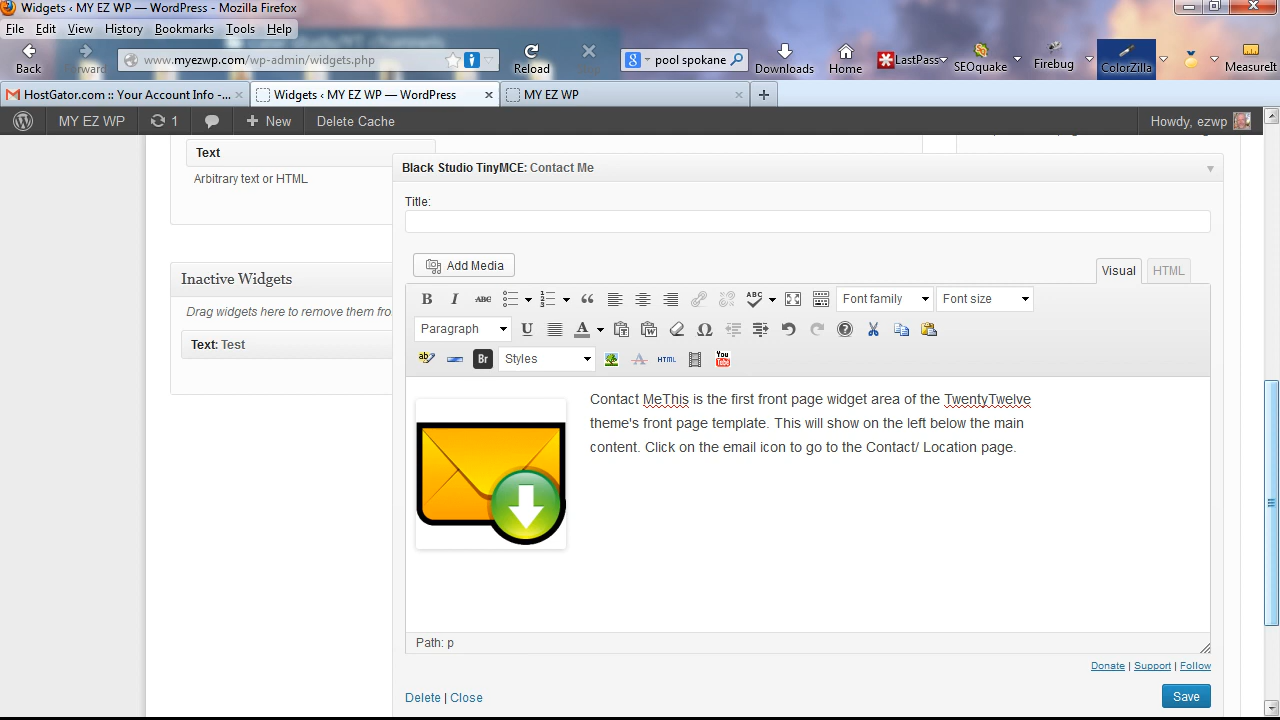 Widgets ‹ MY EZ WP — WordPress - Mozilla Firefox
File Edit View History Bookmarks Tools Help
Back Forward www.myezwp.com/wp-admin/widgets.php Reload pool spokane Downloads Home LastPass SEOquake Firebug ColorZilla MeasureIt
HostGator.com :: Your Account Info -... Widgets ‹ MY EZ WP — WordPress MY EZ WP
MY EZ WP 1 New Delete Cache Howdy, ezwp
Text
Arbitrary text or HTML
Inactive Widgets
Drag widgets here to remove them fro
Text: Test
Black Studio TinyMCE: Contact Me
Title:
Add Media Visual HTML
B I ABC ABC Font family Font size
Paragraph U A
Br Styles A HTML You Tube
Contact MeThis is the first front page widget area of the TwentyTwelve
theme's front page template. This will show on the left below the main
content. Click on the email icon to go to the Contact/ Location page.
Path: p
Donate | Support | Follow
Delete | Close Save